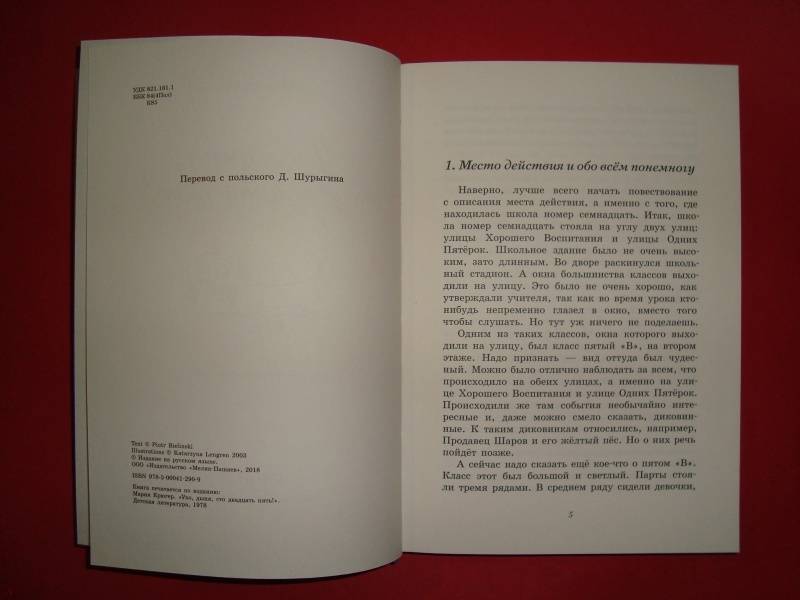 УДК 821.161.1
ББК 84(4Пол)
К85
Перевод с польского Д. Шурыгина
Text © Piotr Bielinski
Illustrations © Katarzyna Lengren 2003
© Издание на русском языке.
ООО «Издательство «Мелик-Пашаев», 2016
ISBN 978-5-00041-290-9
Книга печатается по изданию:
Мария Крюгер. «Ухо, дыня, сто двадцать пять!».
Детская литература, 1978
1. Место действия и обо всём понемногу
Наверно, лучше всего начать повествование
с описания места действия, а именно с того, где
находилась школа номер семнадцать. Итак, шко-
ла номер семнадцать стояла на углу двух улиц:
улицы Хорошего Воспитания и улицы Одних
Пятёрок. Школьное здание было не очень высо-
ким, зато длинным. Во дворе раскинулся школь-
ный стадион. А окна большинства классов выхо-
дили на улицу. Это было не очень хорошо, как
утверждали учителя, так как во время урока кто-
нибудь непременно глазел в окно, вместо того
чтобы слушать. Но тут уж ничего не поделаешь.
Одним из таких классов, окна которого выхо-
дили на улицу, был класс пятый «В», на втором
этаже. Надо признать — вид оттуда был чудес-
ный. Можно было отлично наблюдать за всем, что
происходило на обеих улицах, а именно на ули-
це Хорошего Воспитания и улице Одних Пятёрок.
Происходили же там события необычайно инте-
ресные и, даже можно смело сказать, диковин-
ные. К таким диковинкам относились, например,
Продавец Шаров и его жёлтый пёс. Но о них речь
пойдёт позже.
А сейчас надо сказать ещё кое-что о пятом «В».
Класс этот был большой и светлый. Парты стоя-
ли тремя рядами. В среднем ряду сидели девочки,
5